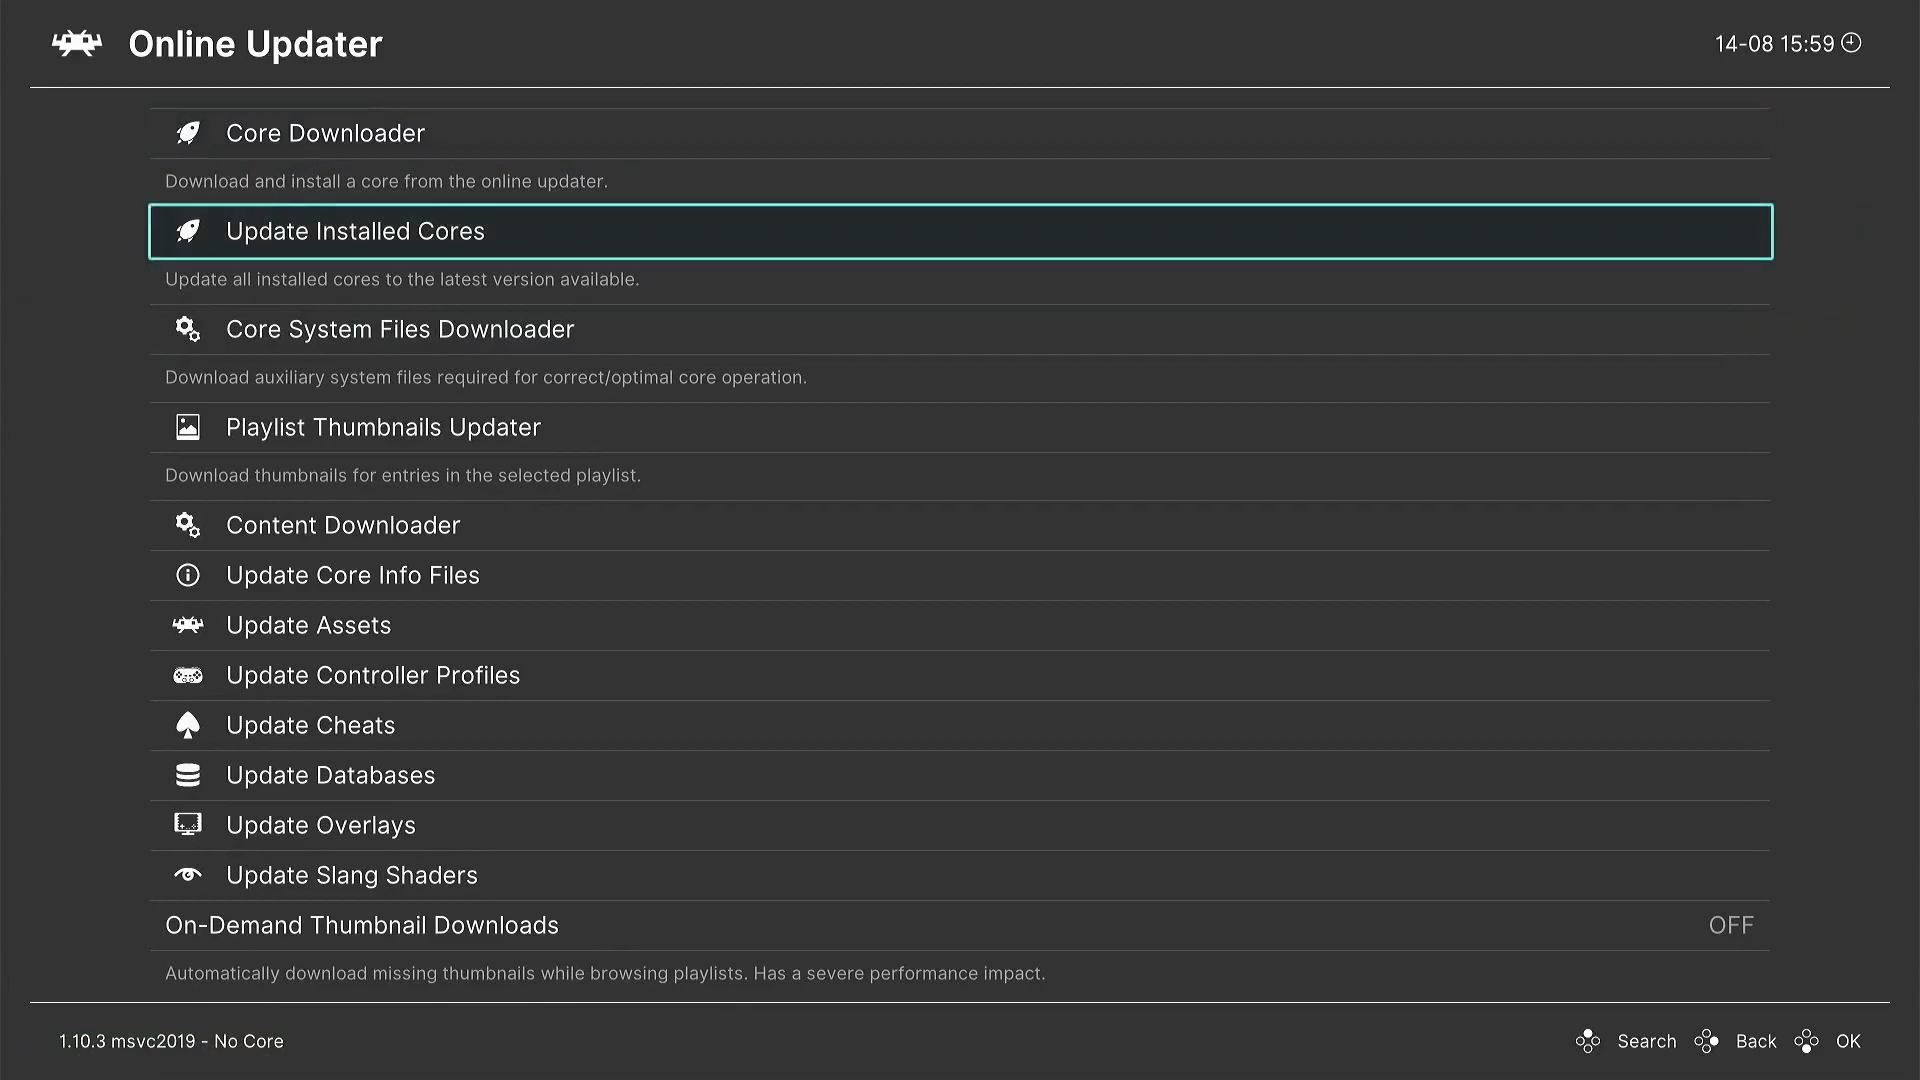 Online Updater
14-08 15:59
Core Downloader
Download and install a core from the online updater.
Update Installed Cores
Update all installed cores to the latest version available.
Core System Files Downloader
Download auxiliary system files required for correct/optimal core operation.
Playlist Thumbnails Updater
Download thumbnails for entries in the selected playlist.
Content Downloader
Update Core Info Files
Update Assets
Update Controller Profiles
Update Cheats
Update Databases
Update Overlays
Update Slang Shaders
On-Demand Thumbnail Downloads OFF
Automatically download missing thumbnails while browsing playlists. Has a severe performance impact.
1.10.3 msvc2019 - No Core
Search Back OK